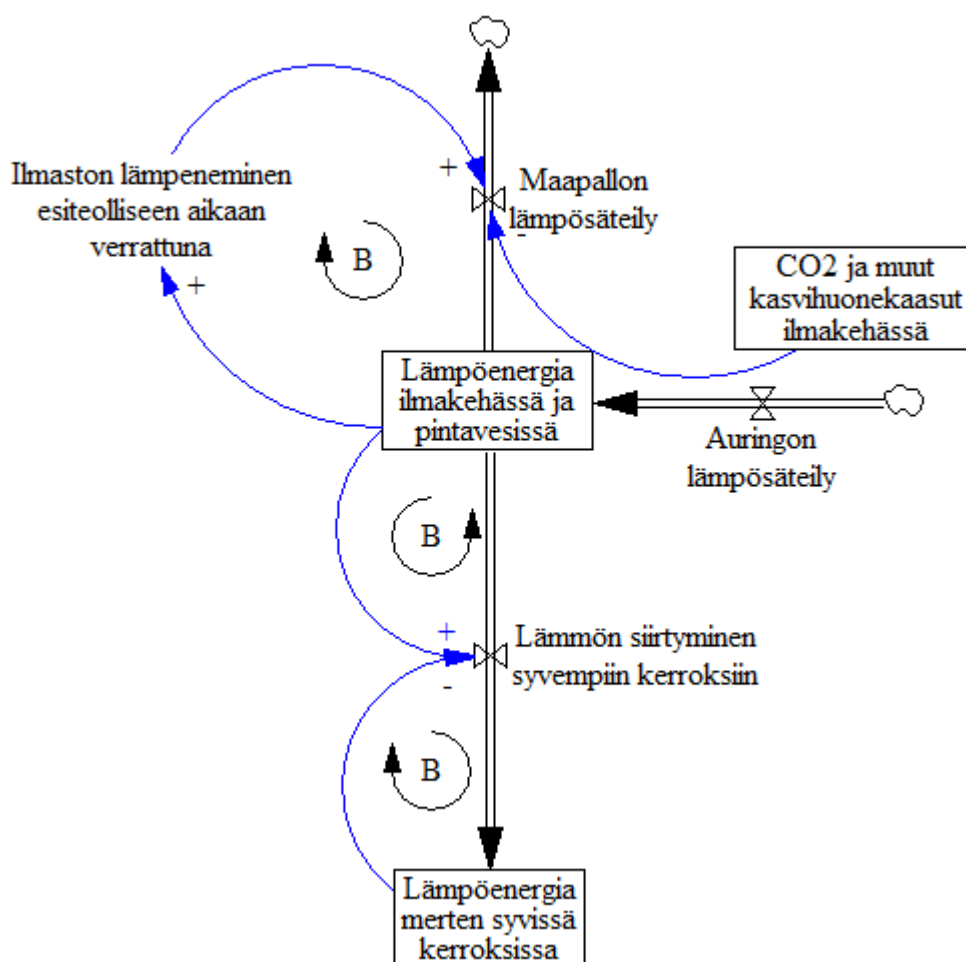 Ilmaston lämpeneminen
esiteolliseen aikaan
verrattuna
+
+
Maapallon
lämpösäteily
-
B
CO2 ja muut
kasvihuonekaasut
ilmakehässä
Lämpöenergia
ilmakehässä ja
pintavesissä
Auringon
lämpösäteily
B
+
-
Lämmön siirtyminen
syvempiin kerroksiin
B
Lämpöenergia
merten syvissä
kerroksissa